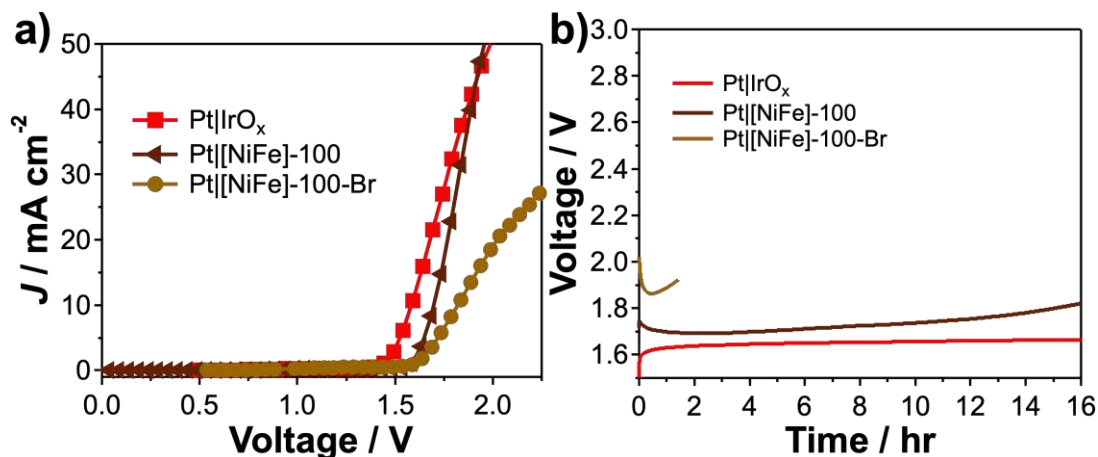 a)
50
40
30
20
10
0
J / mA cm⁻²
Pt|IrOₓ
Pt|[NiFe]-100
Pt|[NiFe]-100-Br
0.0 0.5 1.0 1.5 2.0
Voltage / V
b)
3.0
2.8
2.6
2.4
2.2
2.0
1.8
1.6
Voltage / V
Pt|IrOₓ
Pt|[NiFe]-100
Pt|[NiFe]-100-Br
0 2 4 6 8 10 12 14 16
Time / hr